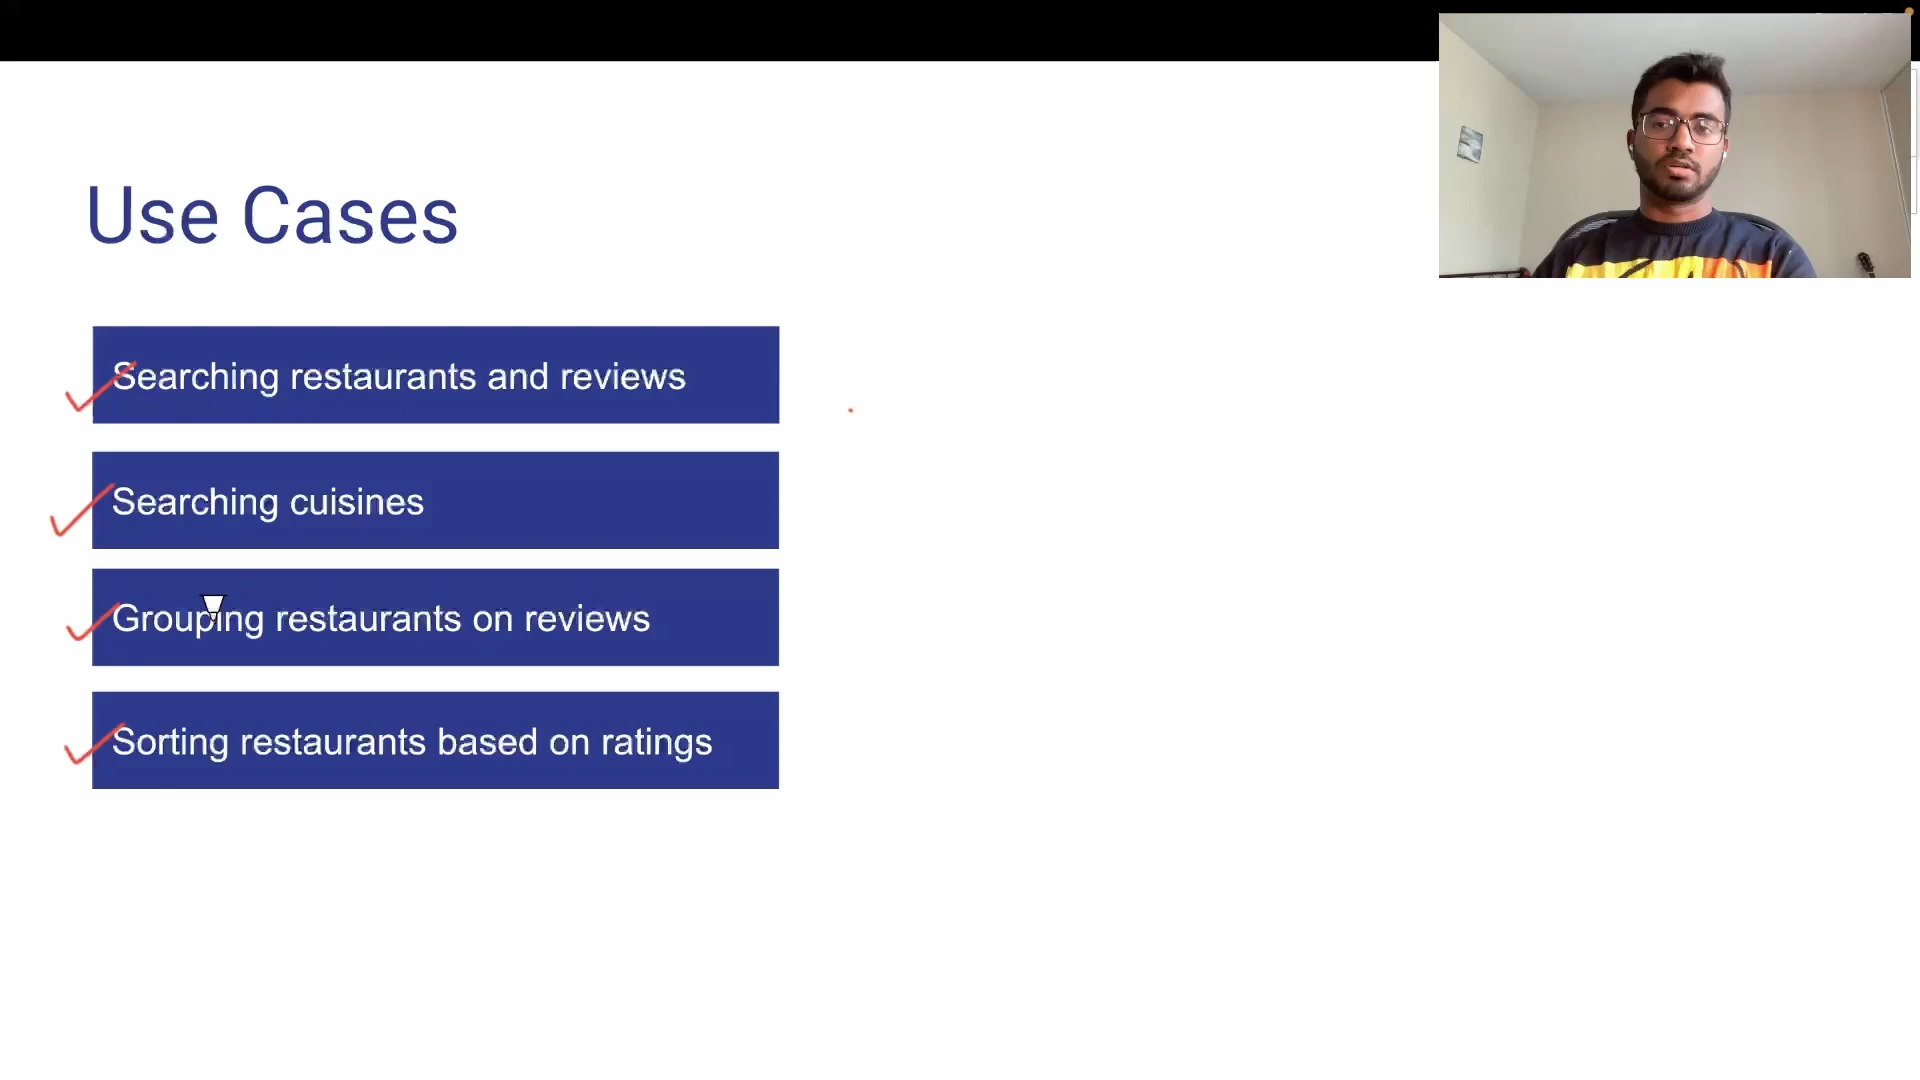 Use Cases
Searching restaurants and reviews
Searching cuisines
Grouping restaurants on reviews
Sorting restaurants based on ratings